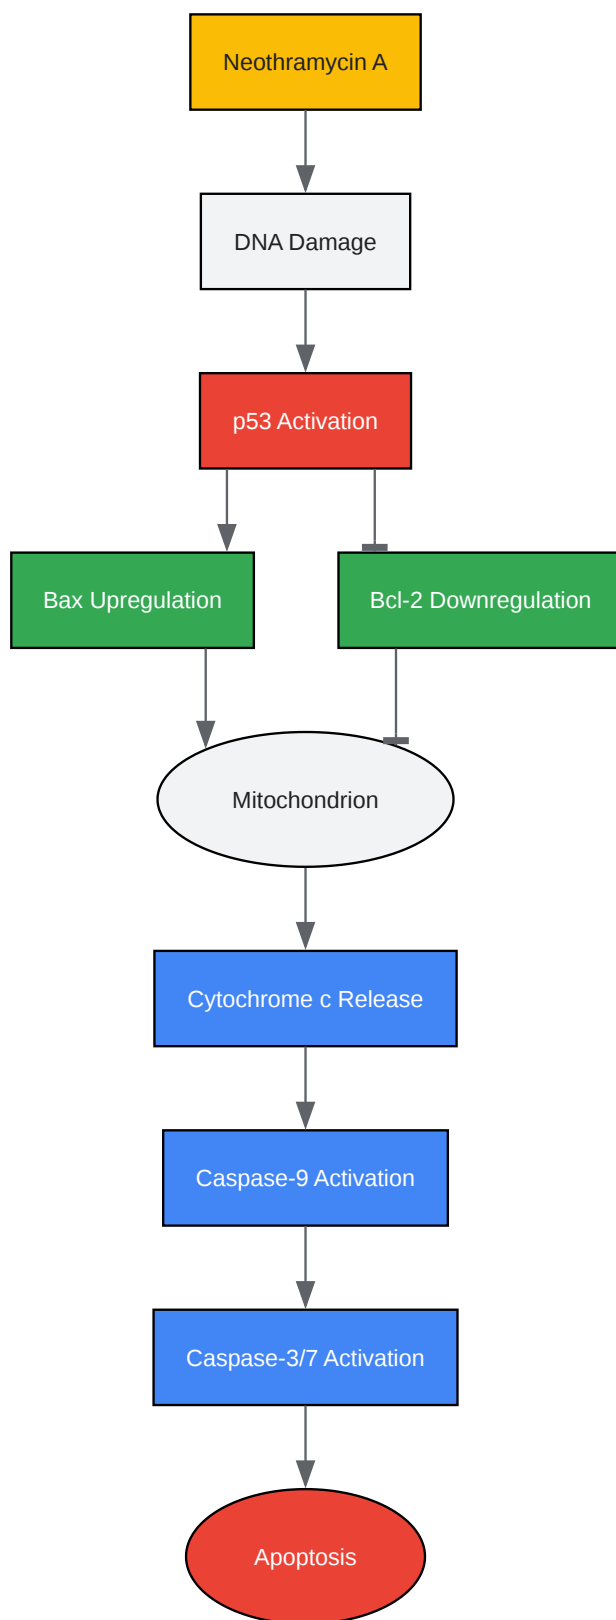 Neothramycin A
DNA Damage
p53 Activation
Bax Upregulation
Bcl-2 Downregulation
Mitochondrion
Cytochrome c Release
Caspase-9 Activation
Caspase-3/7 Activation
Apoptosis